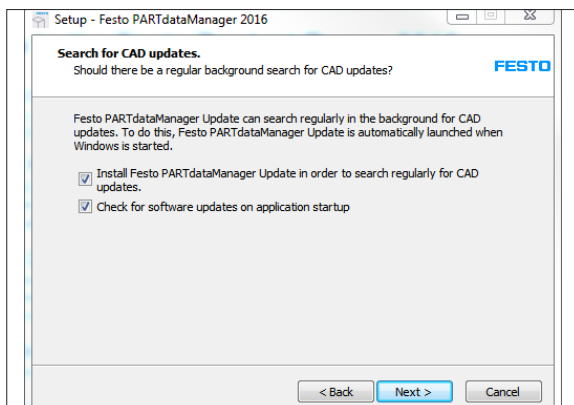 Setup - Festo PARTdataManager 2016
Search for CAD updates.
Should there be a regular background search for CAD updates?
FESTO
Festo PARTdataManager Update can search regularly in the background for CAD
updates. To do this, Festo PARTdataManager Update is automatically launched when
Windows is started.
Install Festo PARTdataManager Update in order to search regularly for CAD
updates.
Check for software updates on application startup
< Back
Next >
Cancel